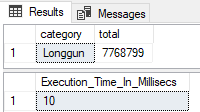 Results Messages
category total
1 Longgun 7768799
Execution_Time_In_Millisecs
1 10